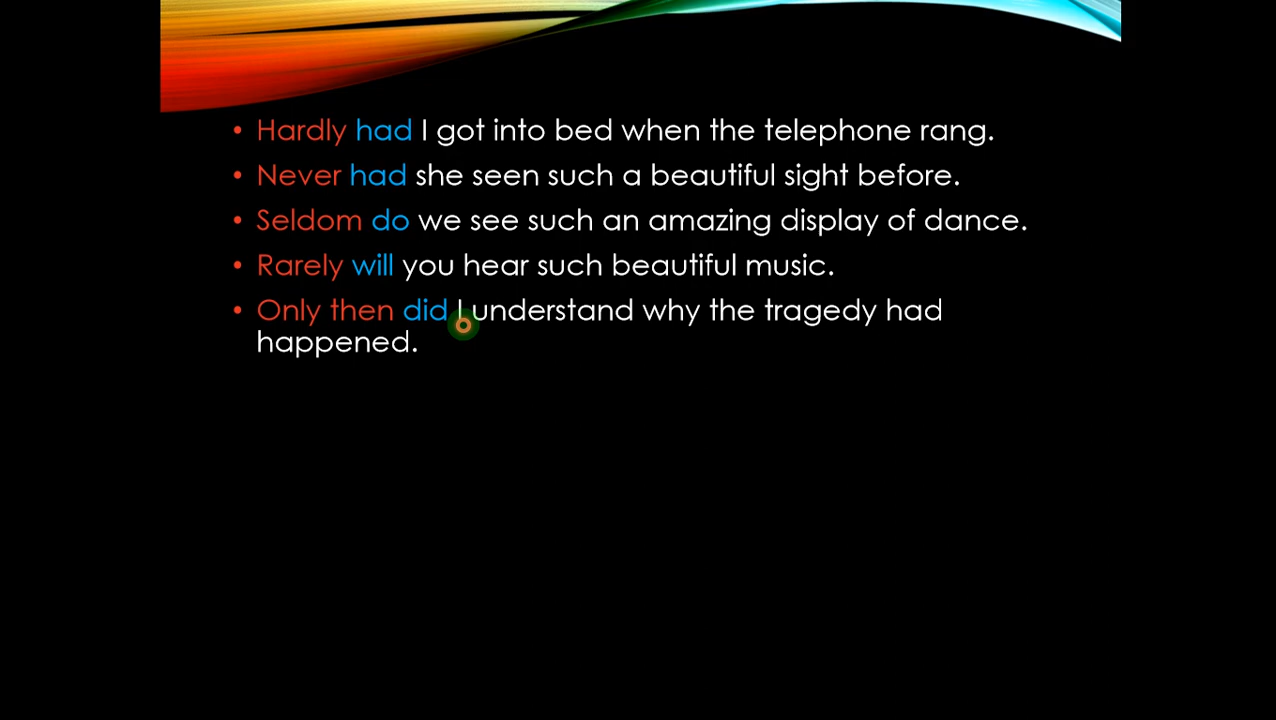 • Hardly had I got into bed when the telephone rang.
• Never had she seen such a beautiful sight before.
• Seldom do we see such an amazing display of dance.
• Rarely will you hear such beautiful music.
• Only then did I understand why the tragedy had
happened.